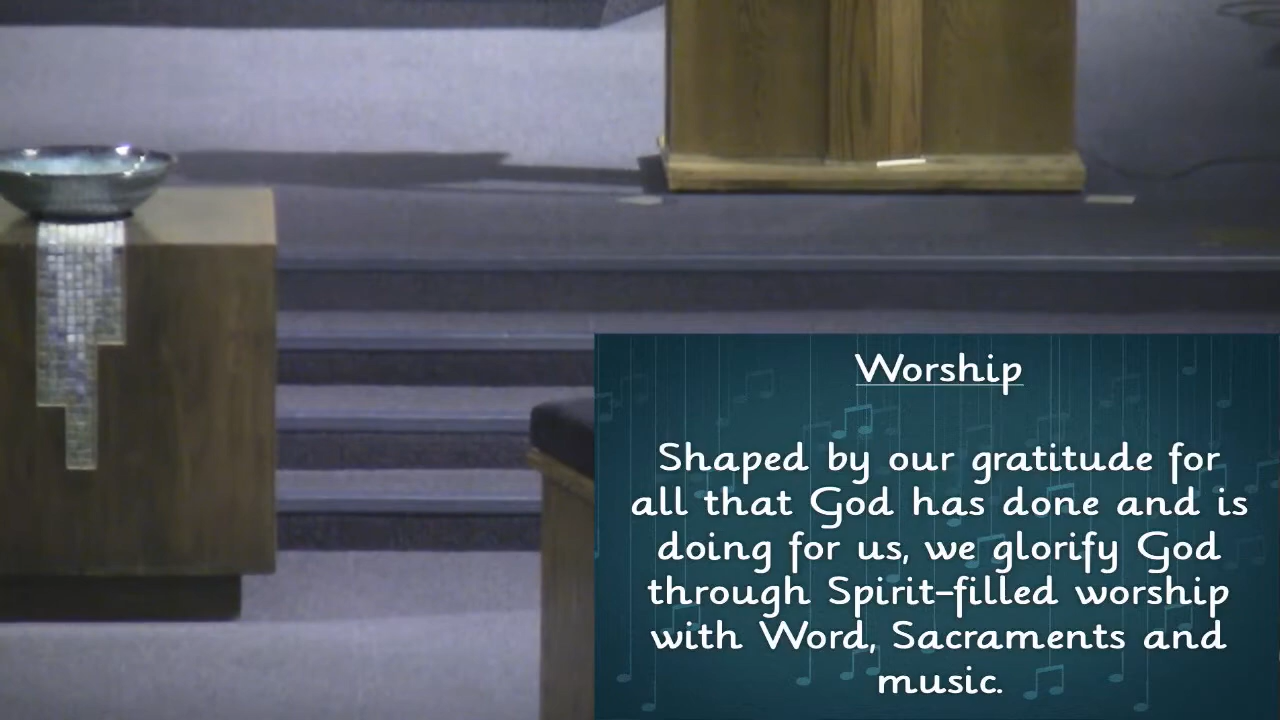 Worship
Shaped by our gratitude for
all that God has done and is
doing for us, we glorify God
through Spirit-filled worship
with Word, Sacraments and
music.